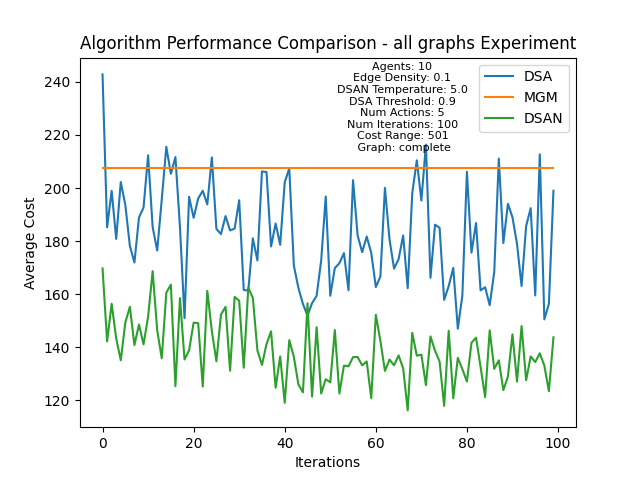 Algorithm Performance Comparison - all graphs Experiment
Agents: 10
Edge Density: 0.1
DSAN Temperature: 5.0
DSA Threshold: 0.9
Num Actions: 5
Num Iterations: 100
Cost Range: 501
Graph: complete
DSA
MGM
DSAN
Average Cost
240
220
200
180
160
140
120
0 20 40 60 80 100
Iterations